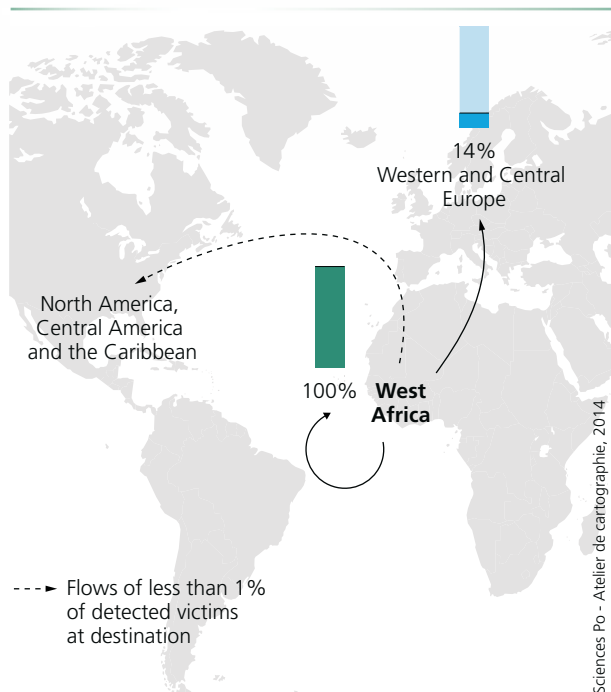 14%
Western and Central
Europe
North America,
Central America
and the Caribbean
100%
West
Africa
Flows of less than 1%
of detected victims
at destination
Sciences Po - Atelier de cartographie, 2014